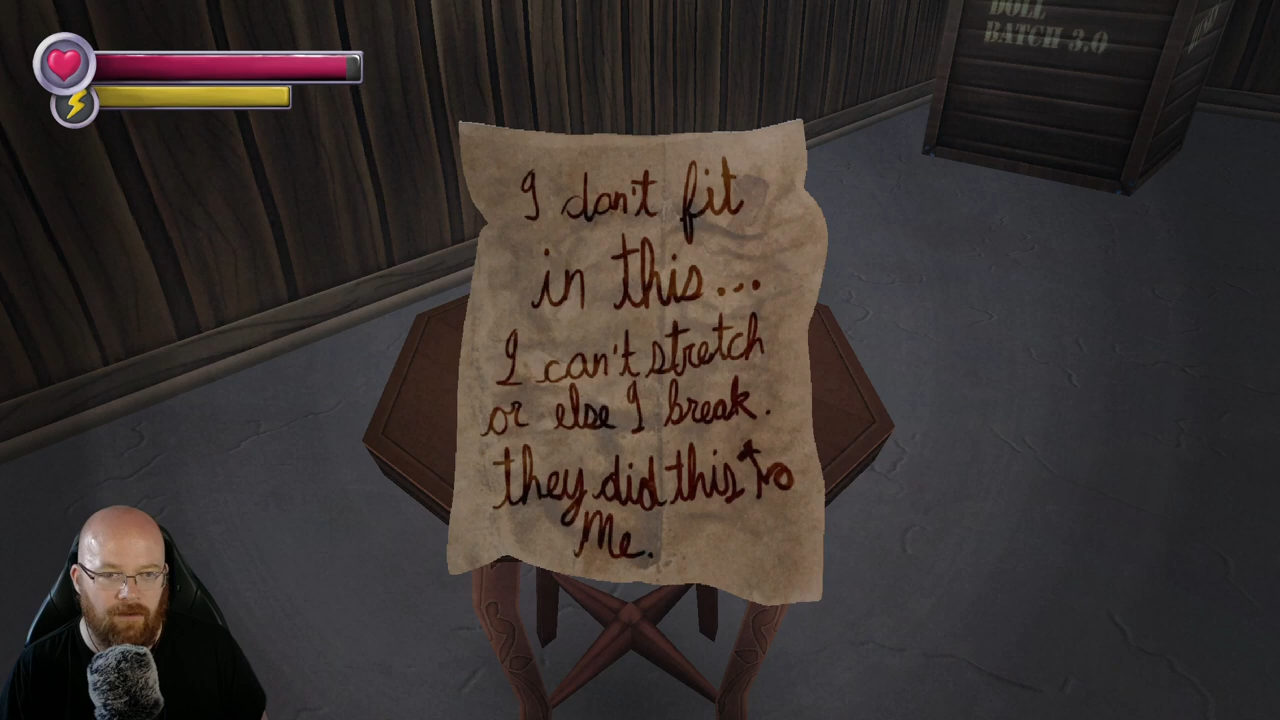 DOLL
BATCH 3.0
I don't fit
in this...
I can't stretch
or else I break.
they did this to
Me.